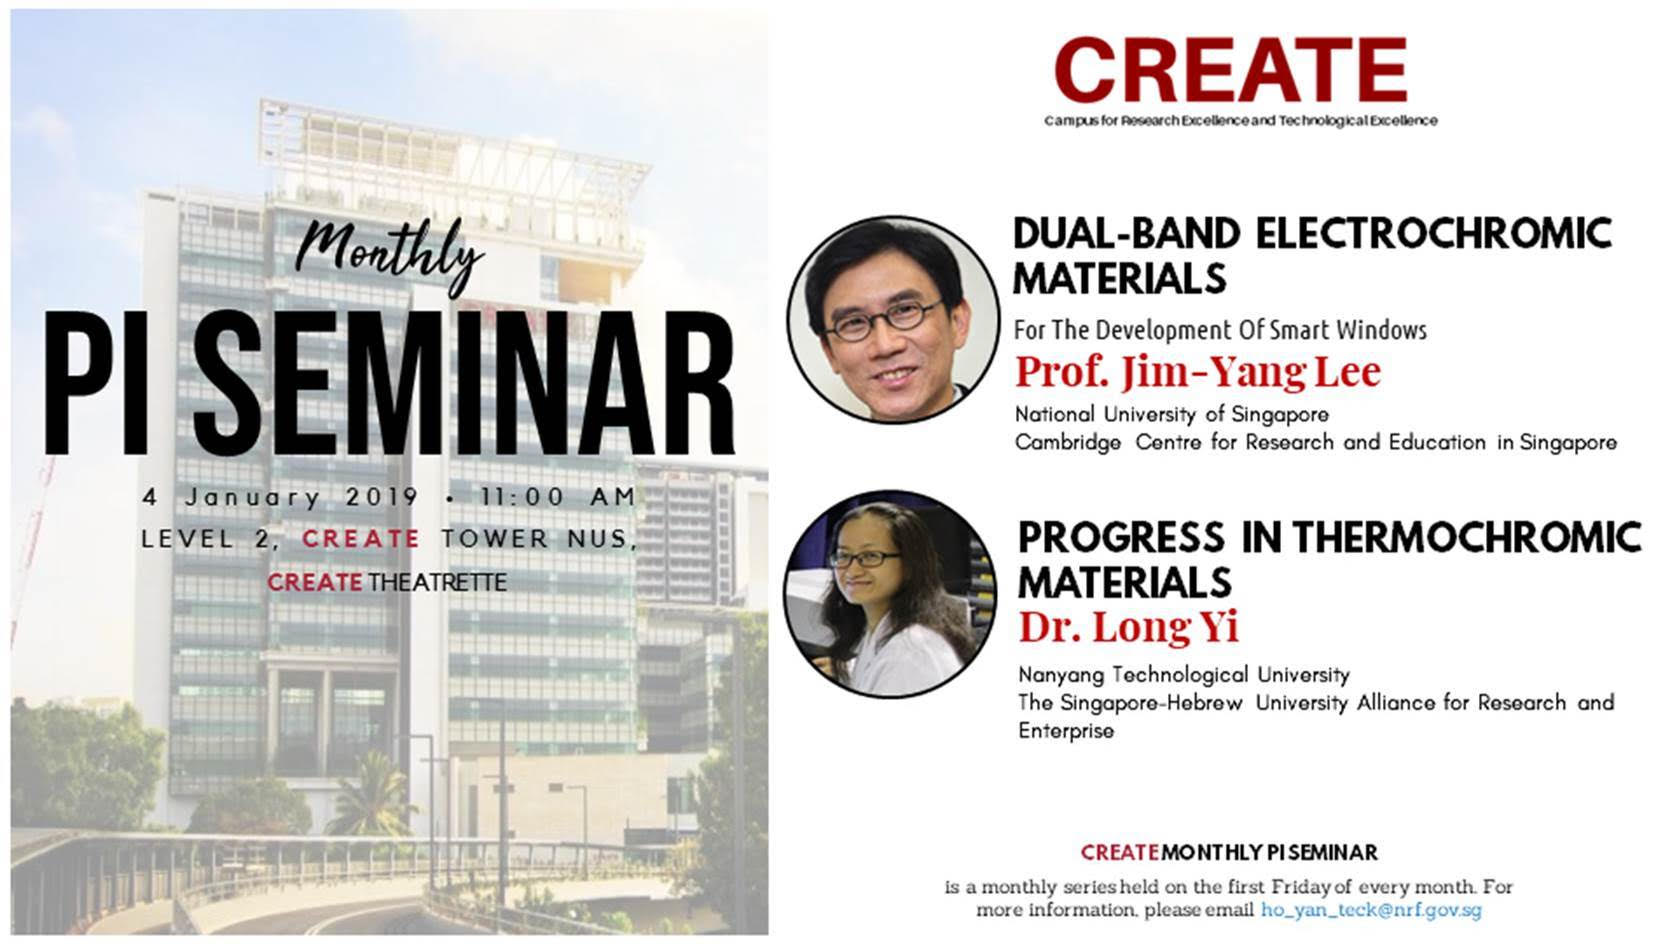 Monthly
PI SEMINAR
4 January 2019 • 11:00 AM
LEVEL 2, CREATE TOWER NUS,
CREATE THEATRETTE
CREATE
Campus for Research Excellence and Technological Excellence
DUAL-BAND ELECTROCHROMIC
MATERIALS
For The Development Of Smart Windows
Prof. Jim-Yang Lee
National University of Singapore
Cambridge Centre for Research and Education in Singapore
PROGRESS IN THERMOCHROMIC
MATERIALS
Dr. Long Yi
Nanyang Technological University
The Singapore-Hebrew University Alliance for Research and
Enterprise
CREATE MONTHLY PI SEMINAR
is a monthly series held on the first Friday of every month. For
more information, please email ho_yan_teck@nrf.gov.sg